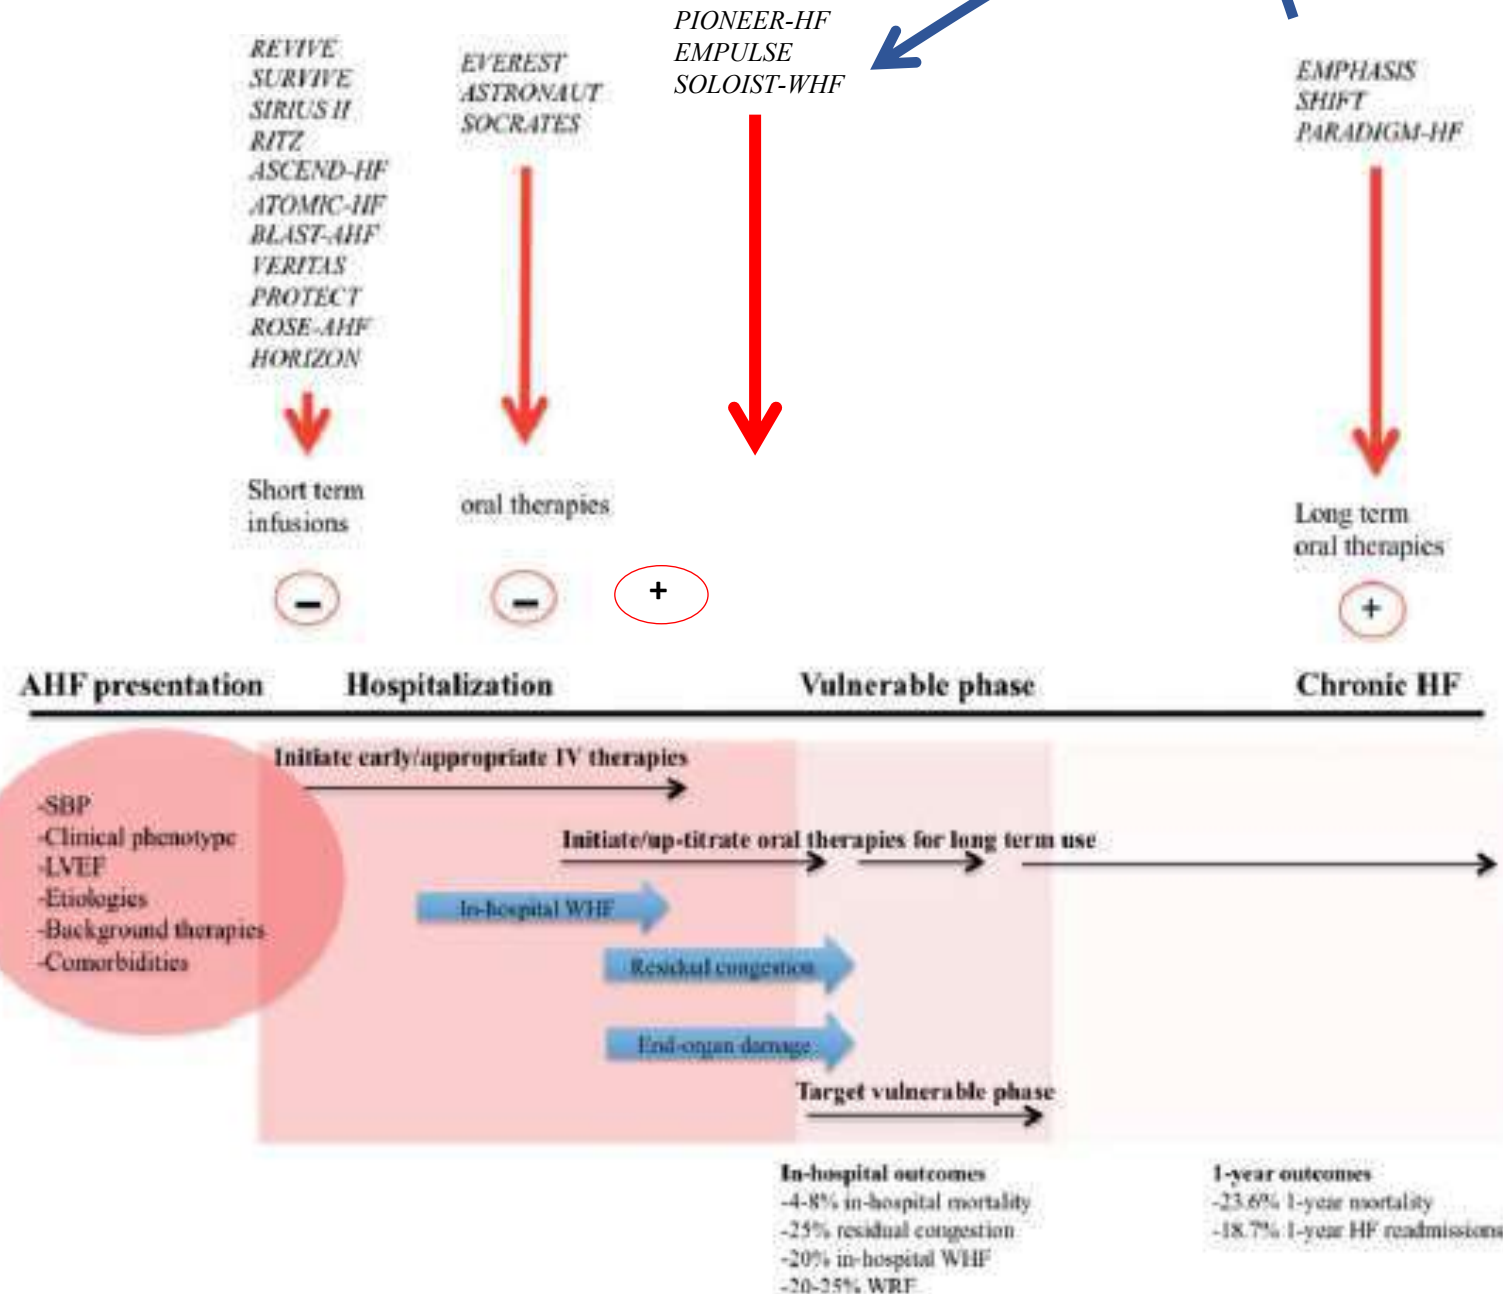 REVIVE
SURVIVE
SIRIUS II
RITZ
ASCEND-HF
ATOMIC-HF
BLAST-AHF
VERITAS
PROTECT
ROSE-AHF
HORIZON
EVEREST
ASTRONAUT
SOCRATES
PIONEER-HF
EMPULSE
SOLOIST-WHF
EMPHASIS
SHIFT
PARADIGM-HF
Short term
infusions
oral therapies
Long term
oral therapies
–
–
+
+
AHF presentation
Hospitalization
Vulnerable phase
Chronic HF
Initiate early/appropriate IV therapies
-SBP
-Clinical phenotype
-LVEF
-Etiologies
-Background therapies
-Comorbidities
Initiate/up-titrate oral therapies for long term use
In-hospital WHF
Residual congestion
End-organ damage
Target vulnerable phase
In-hospital outcomes
-4-8% in-hospital mortality
-25% residual congestion
-20% in-hospital WHF
-20-25% WRF
1-year outcomes
-23.6% 1-year mortality
-18.7% 1-year HF readmissions